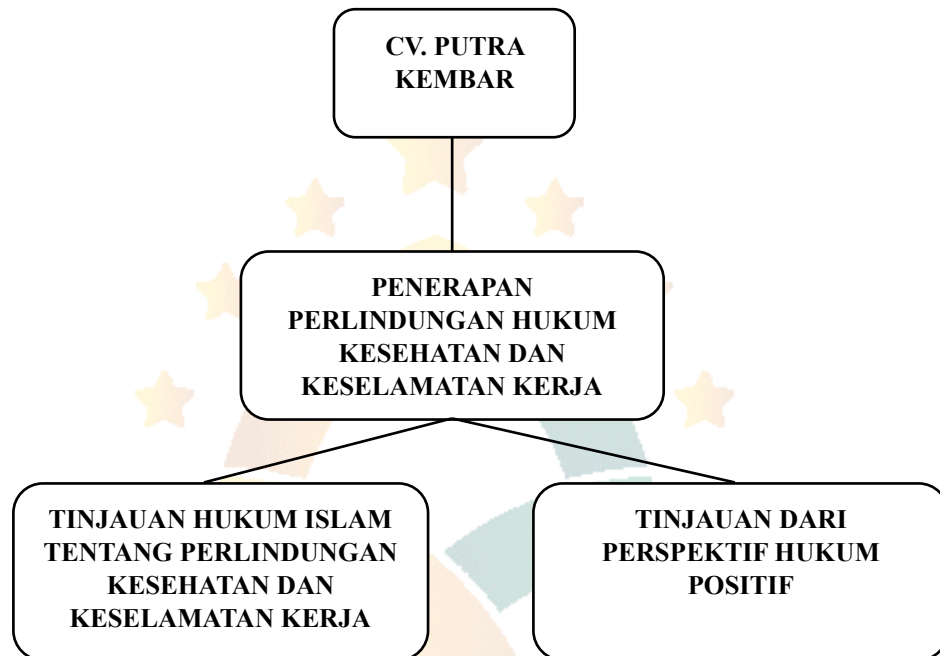 CV. PUTRA
KEMBAR
PENERAPAN
PERLINDUNGAN HUKUM
KESEHATAN DAN
KESELAMATAN KERJA
TINJAUAN HUKUM ISLAM
TENTANG PERLINDUNGAN
KESEHATAN DAN
KESELAMATAN KERJA
TINJAUAN DARI
PERSPEKTIF HUKUM
POSITIF